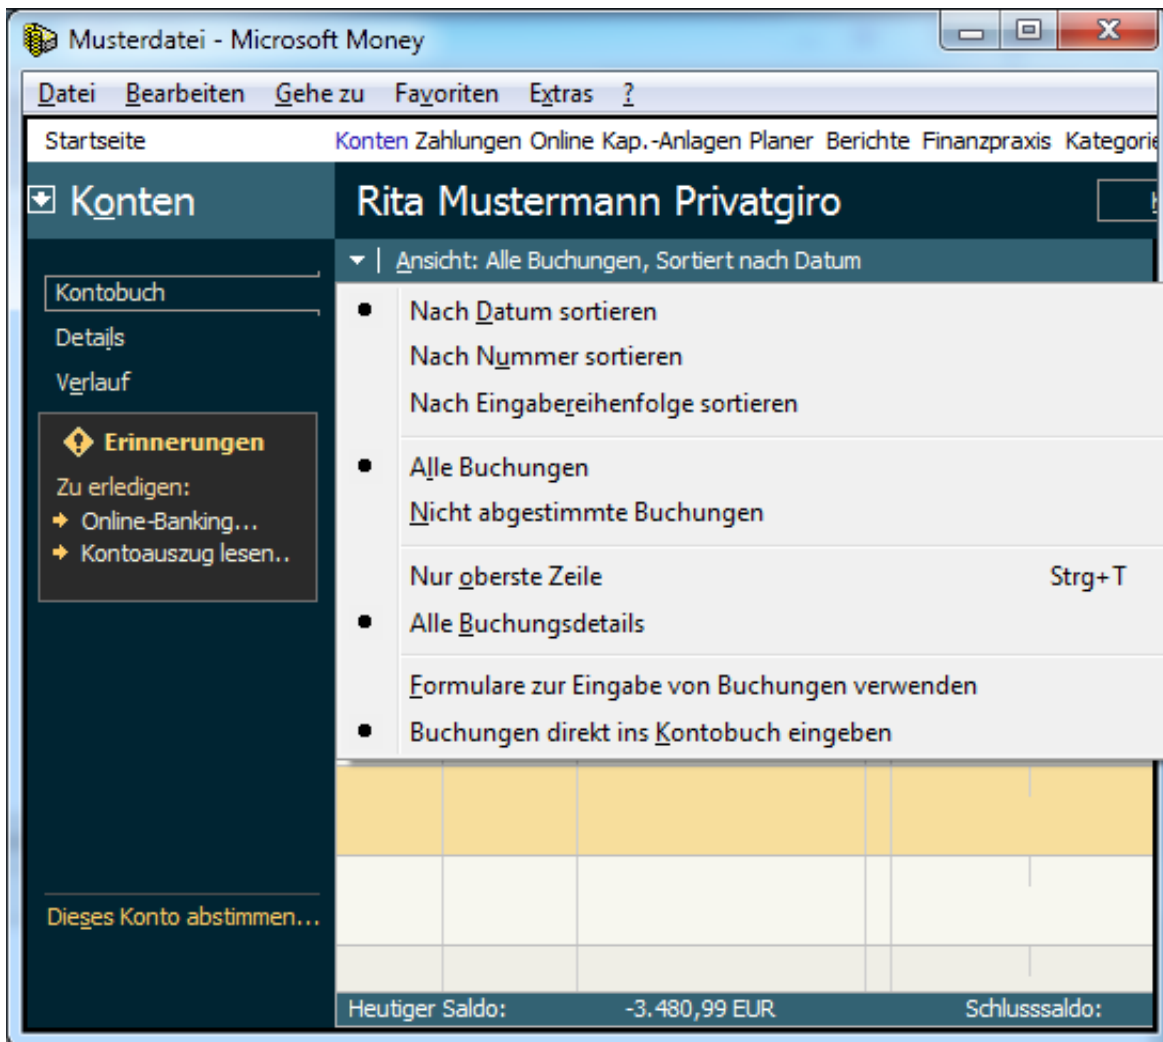 Musterdatei - Microsoft Money
Datei Bearbeiten Gehe zu Favoriten Extras ?
Startseite Konten Zahlungen Online Kap.-Anlagen Planer Berichte Finanzpraxis
Konten
Rita Mustermann Privatgiro
Ansicht: Alle Buchungen, Sortiert nach Datum
Kontobuch
Details
Verlauf
Erinnerungen
Zu erledigen:
Online-Banking...
Kontoauszug lesen..
Nach Datum sortieren
Nach Nummer sortieren
Nach Eingabereihenfolge sortieren
Alle Buchungen
Nicht abgestimmte Buchungen
Nur oberste Zeile Strg+T
Alle Buchungsdetails
Formulare zur Eingabe von Buchungen verwenden
Buchungen direkt ins Kontobuch eingeben
Dieses Konto abstimmen...
Heutiger Saldo: -3.480,99 EUR Schlusssaldo: